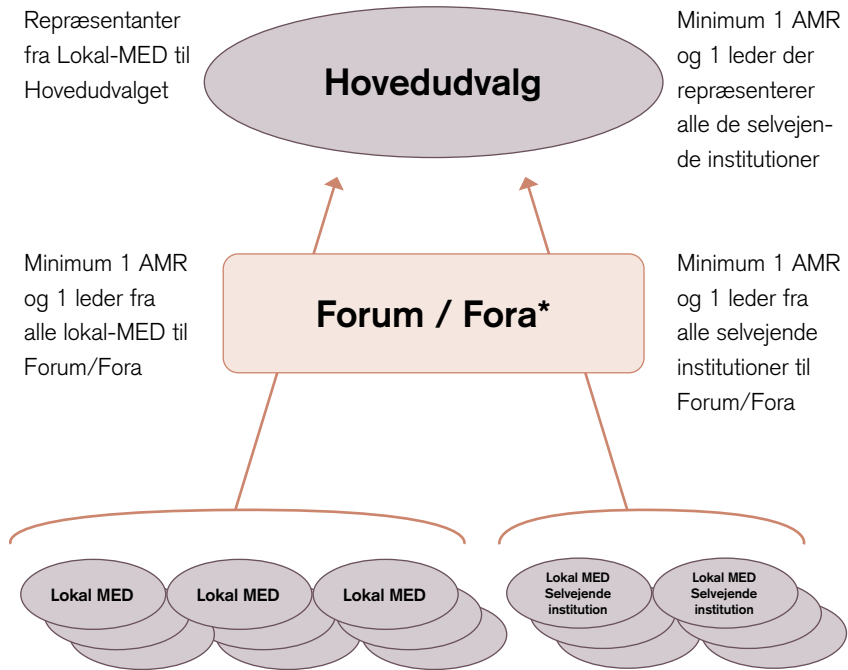 Repræsentanter
fra Lokal-MED til
Hovedudvalget
Hovedudvalg
Minimum 1 AMR
og 1 leder der
repræsenterer
alle de selvejen-
de institutioner
Minimum 1 AMR
og 1 leder fra
alle lokal-MED til
Forum/Fora
Forum / Fora*
Minimum 1 AMR
og 1 leder fra
alle selvejende
institutioner til
Forum/Fora
Lokal MED
Lokal MED
Lokal MED
Lokal MED
Selvejende
institution
Lokal MED
Selvejende
institution